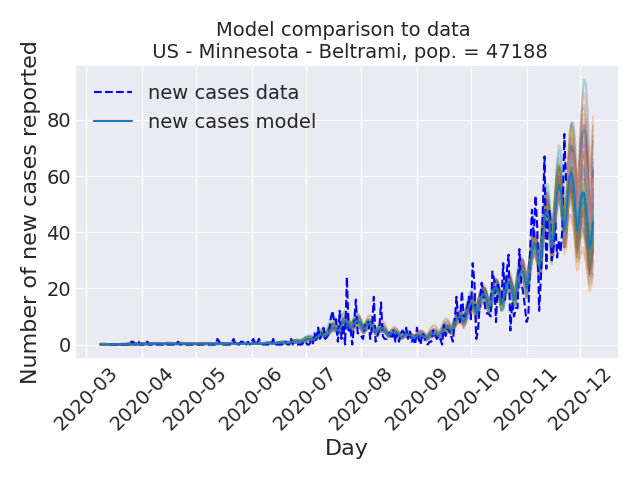 Model comparison to data
US - Minnesota - Beltrami, pop. = 47188
Number of new cases reported
new cases data
new cases model
80
60
40
20
0
2020-03
2020-04
2020-05
2020-06
2020-07
2020-08
2020-09
2020-10
2020-11
2020-12
Day